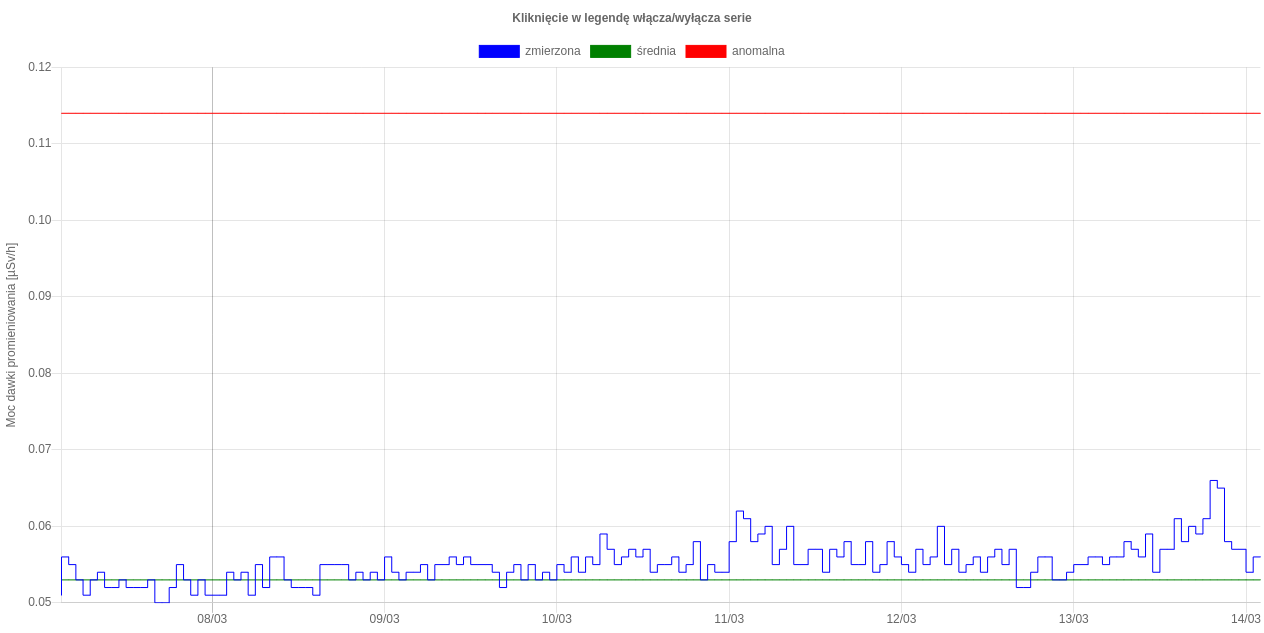 Kliknięcie w legendę włącza/wyłącza serie
zmierzona średnia anomalna
Moc dawki promieniowania [µSv/h]
0.12
0.11
0.10
0.09
0.08
0.07
0.06
0.05
08/03 09/03 10/03 11/03 12/03 13/03 14/03